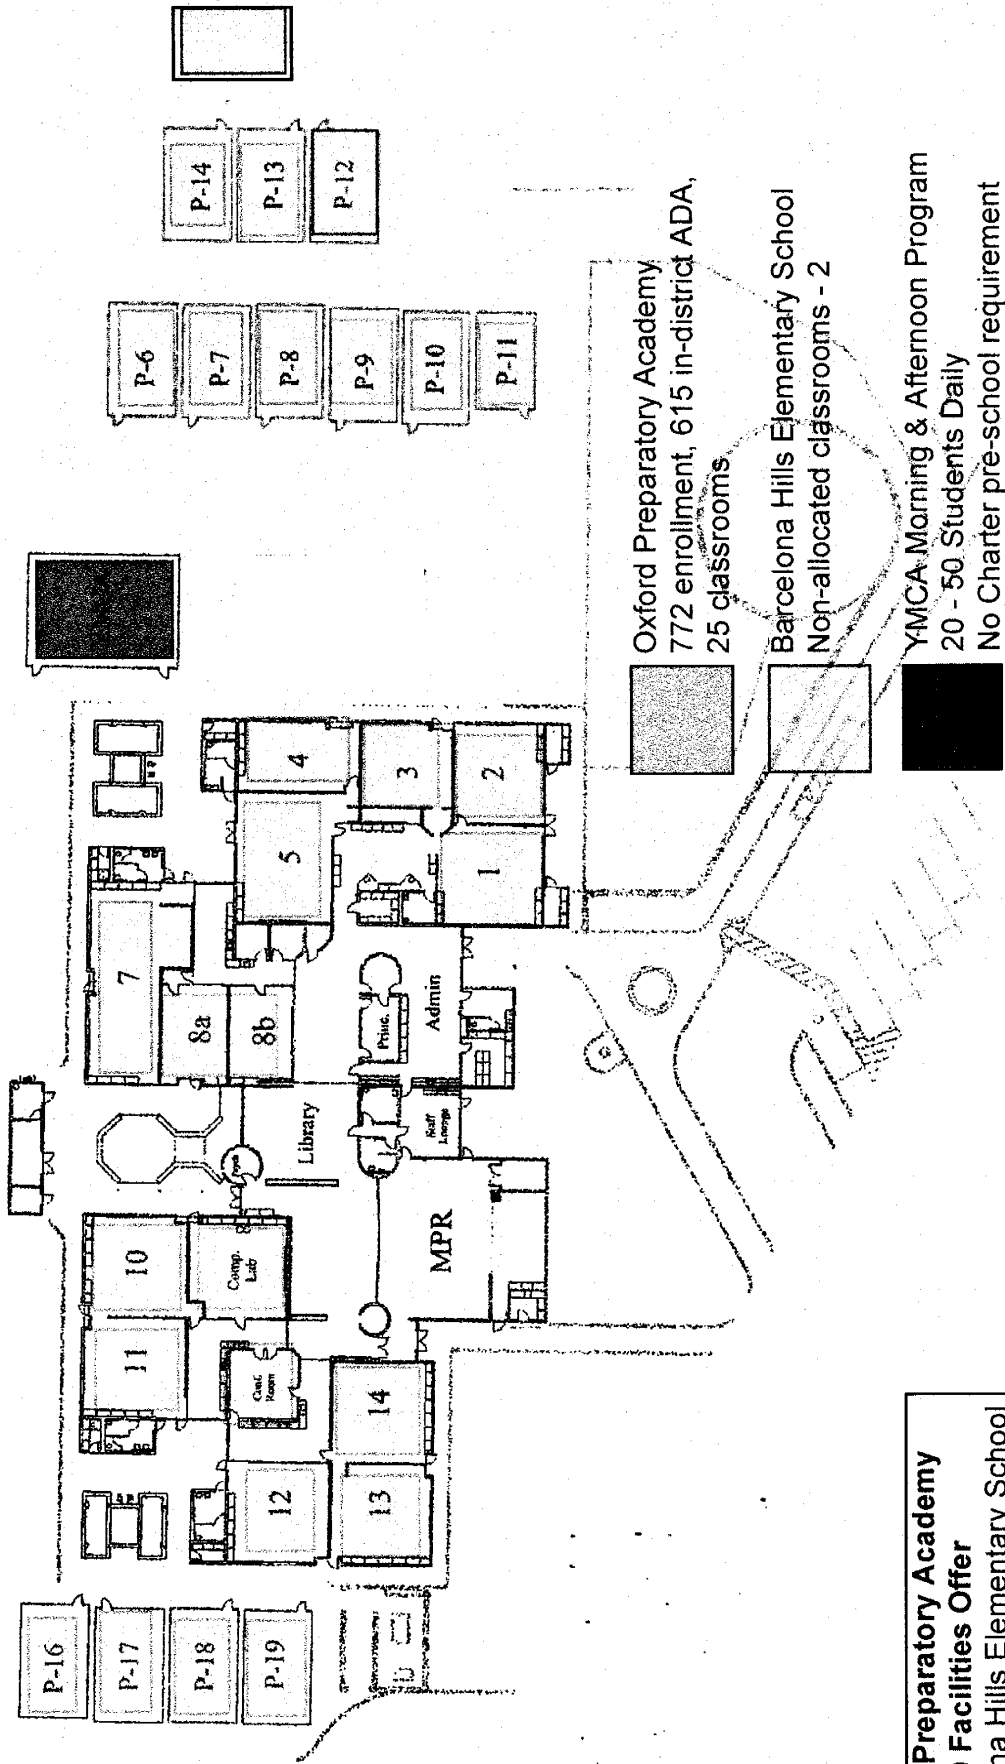 P-16
P-17
P-18
P-19
12
13
14
11
10
Conf.
Room
Comp.
Lab
MPR
Library
Staff
Lounge
Princ.
Admin
7
8a
8b
5
4
3
2
1
P-6
P-7
P-8
P-9
P-10
P-11
P-14
P-13
P-12
Oxford Preparatory Academy
772 enrollment, 615 in-district ADA,
25 classrooms
Barcelona Hills Elementary School
Non-allocated classrooms - 2
YMCA Morning & Afternoon Program
20 - 50 Students Daily
No Charter pre-school requirement
Preparatory Academy
Facilities Offer
na Hills Elementary School